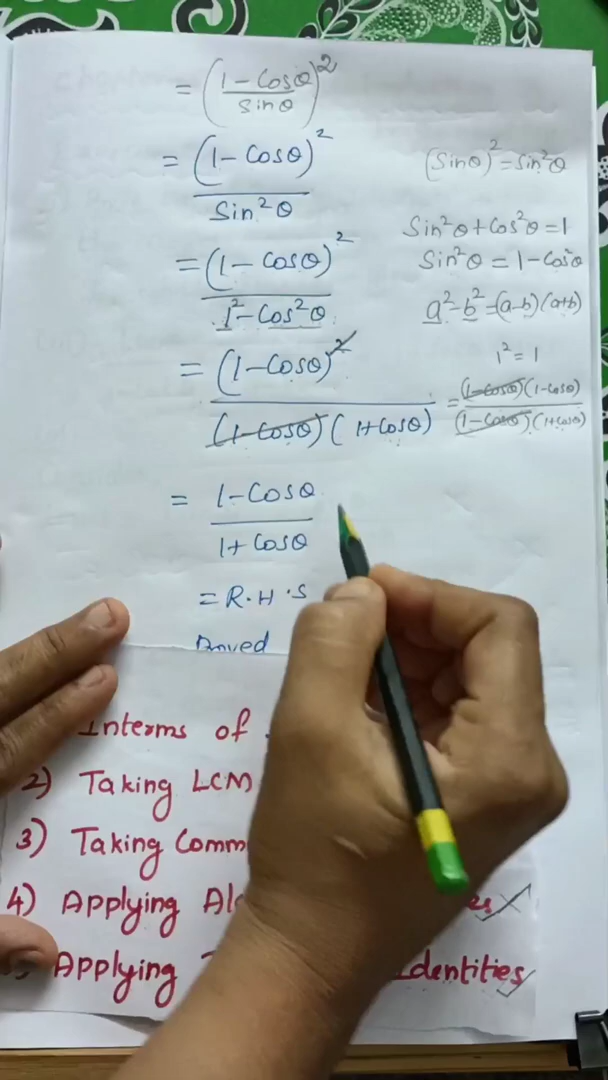 = ((1 - Cosθ)/sinθ)²
= (1 - Cosθ)² / Sin²θ
(Sinθ)² = sin²θ
Sin²θ + Cos²θ = 1
Sin²θ = 1 - Cos²θ
= (1 - Cosθ)² / 1² - Cos²θ
a² - b² = (a-b)(a+b)
1² = 1
= (1 - Cosθ)² / (1 - Cosθ)(1 + Cosθ)
= (1-Cosθ)(1-Cosθ) / (1-Cosθ)(1+Cosθ)
= 1 - Cosθ / 1 + Cosθ
= R.H.S
Proved
Interms of
2) Taking LCM
3) Taking Comm
4) Applying Al
5) Applying Identities